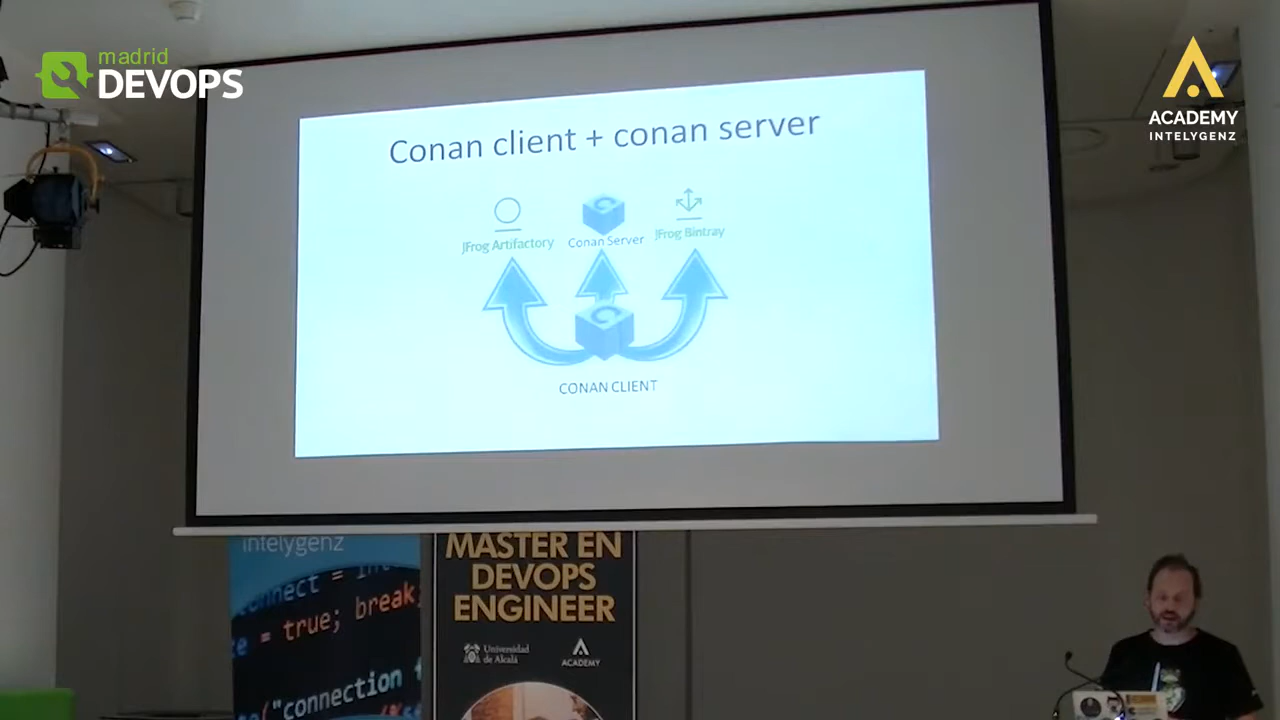 madrid
DEVOPS
ACADEMY
INTELYGENZ
Conan client + conan server
JFrog Artifactory
Conan Server
JFrog Bintray
CONAN CLIENT
intelygenz
= true; break;
("connection
MASTER EN
DEVOPS
ENGINEER
Universidad
de Alcalá
ACADEMY